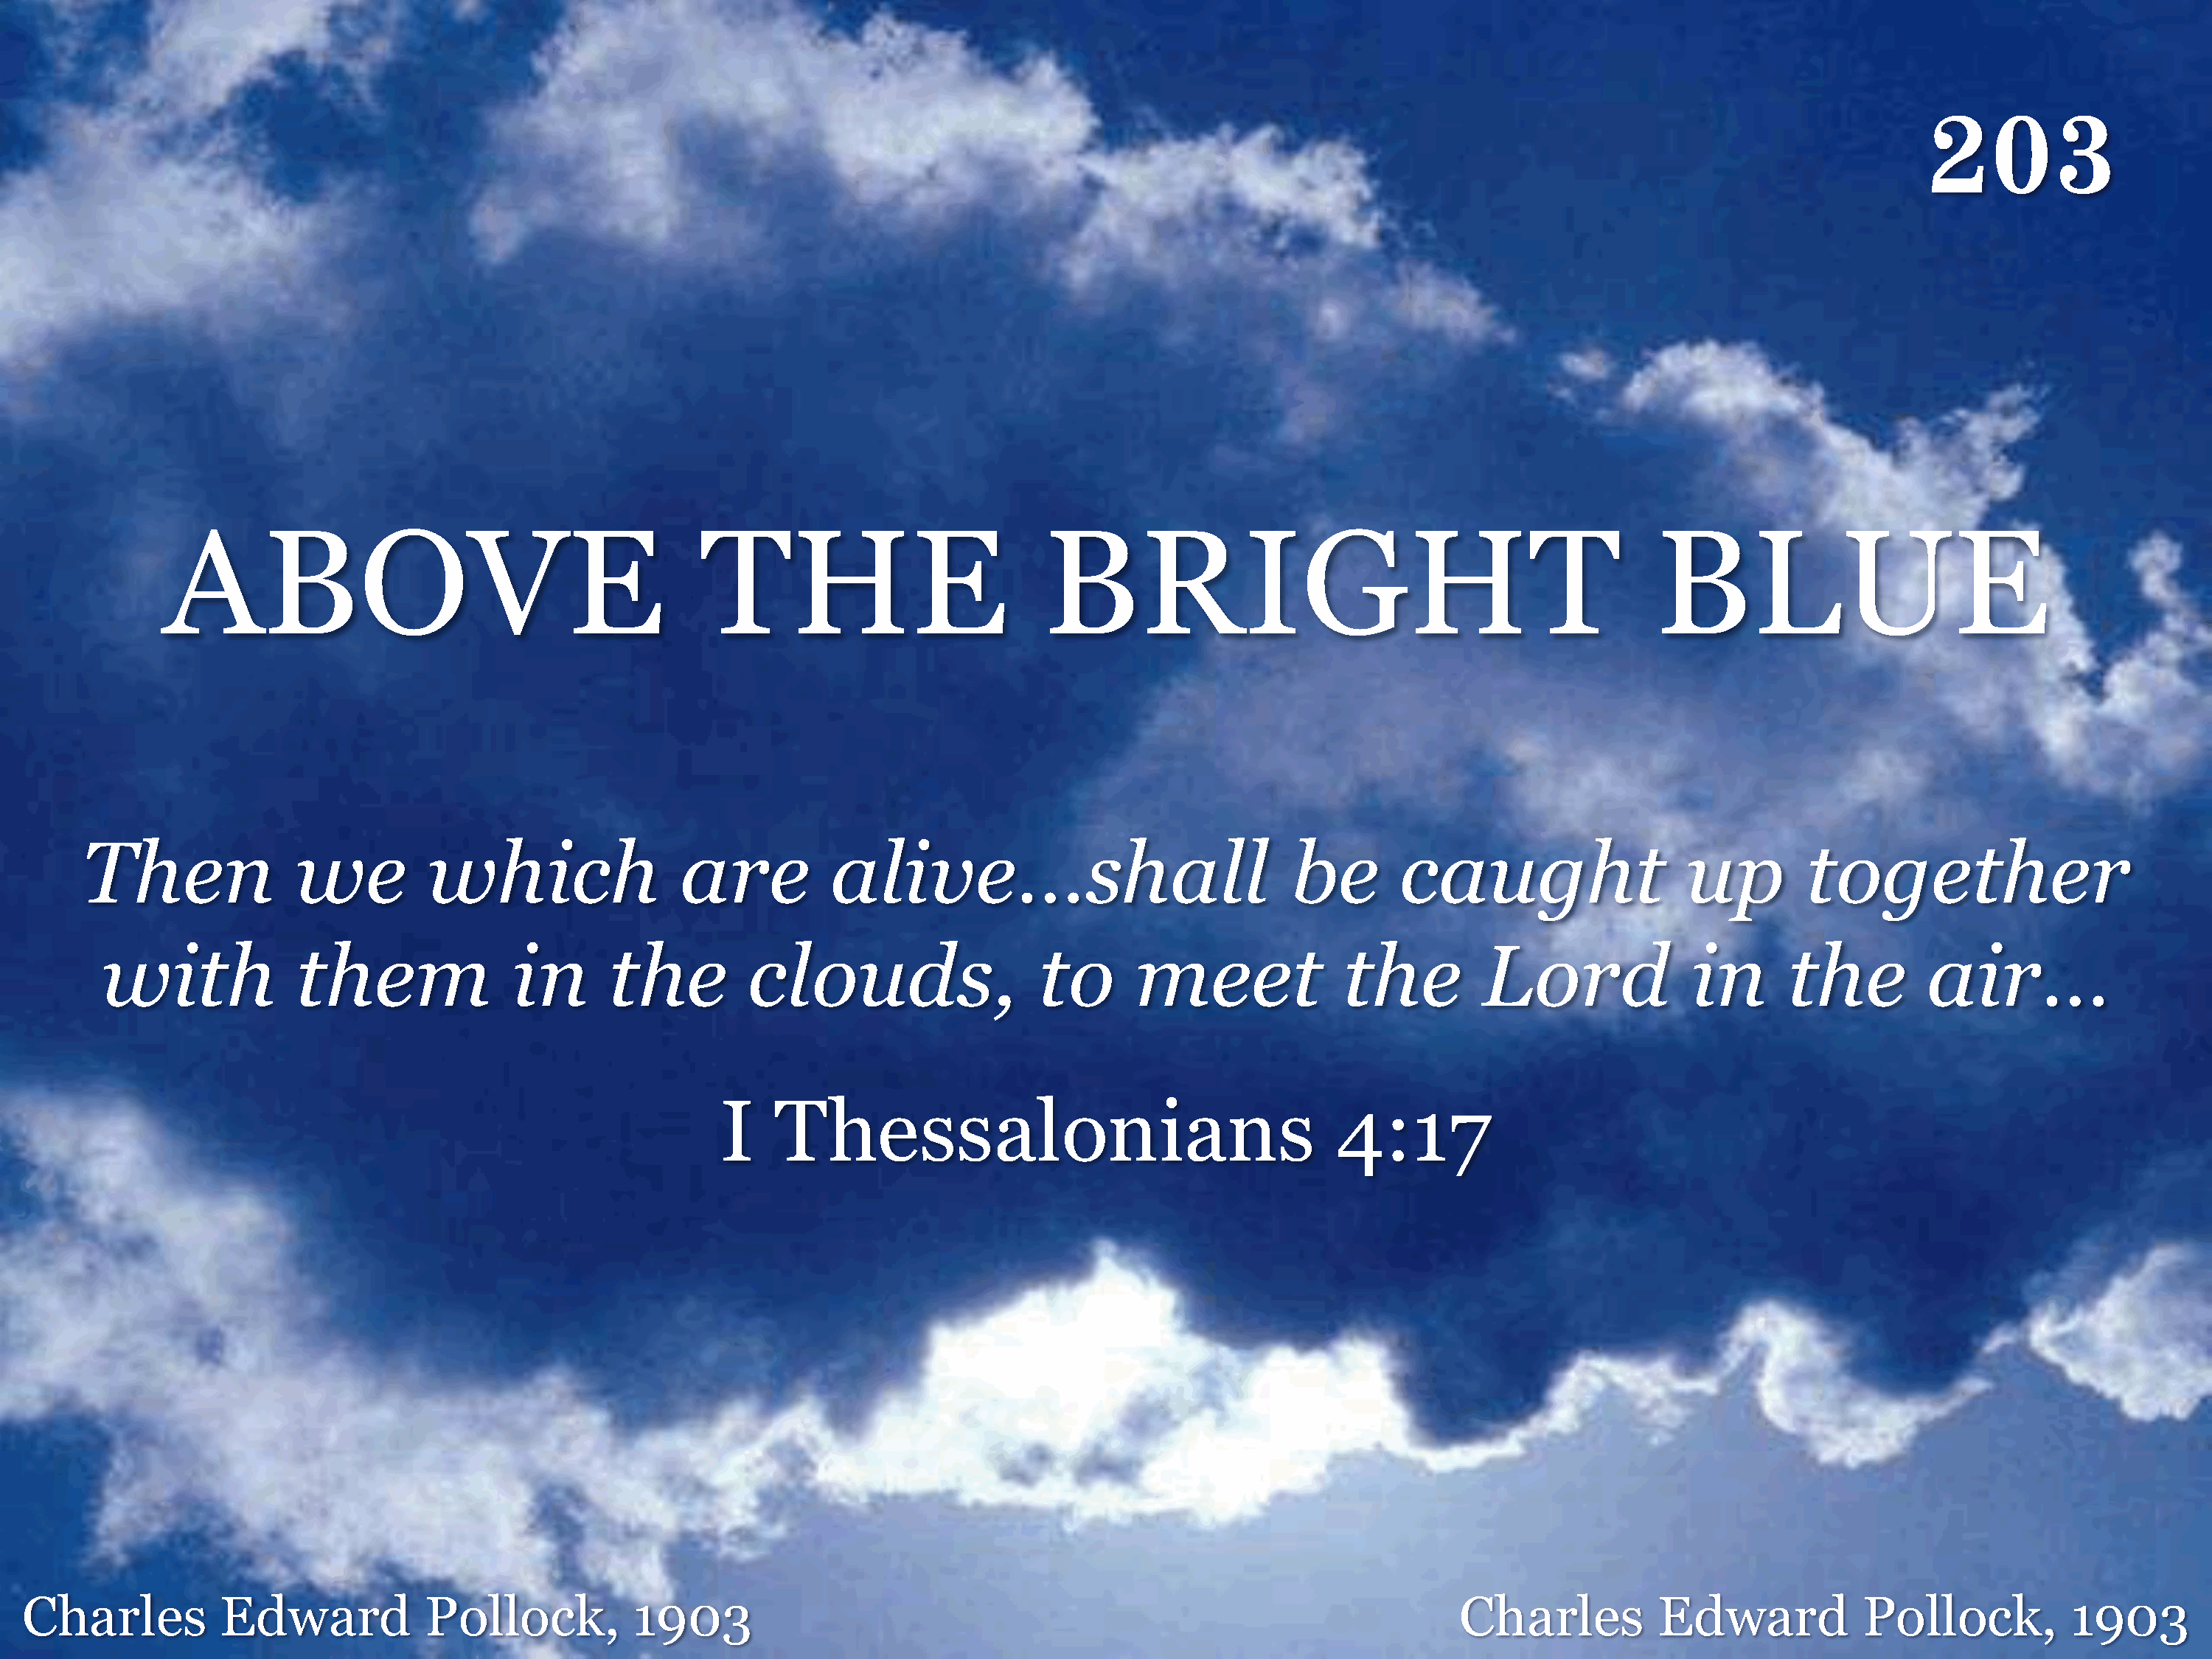 203
ABOVE THE BRIGHT BLUE
Then we which are alive...shall be caught up together
with them in the clouds, to meet the Lord in the air...
I Thessalonians 4:17
Charles Edward Pollock, 1903
Charles Edward Pollock, 1903